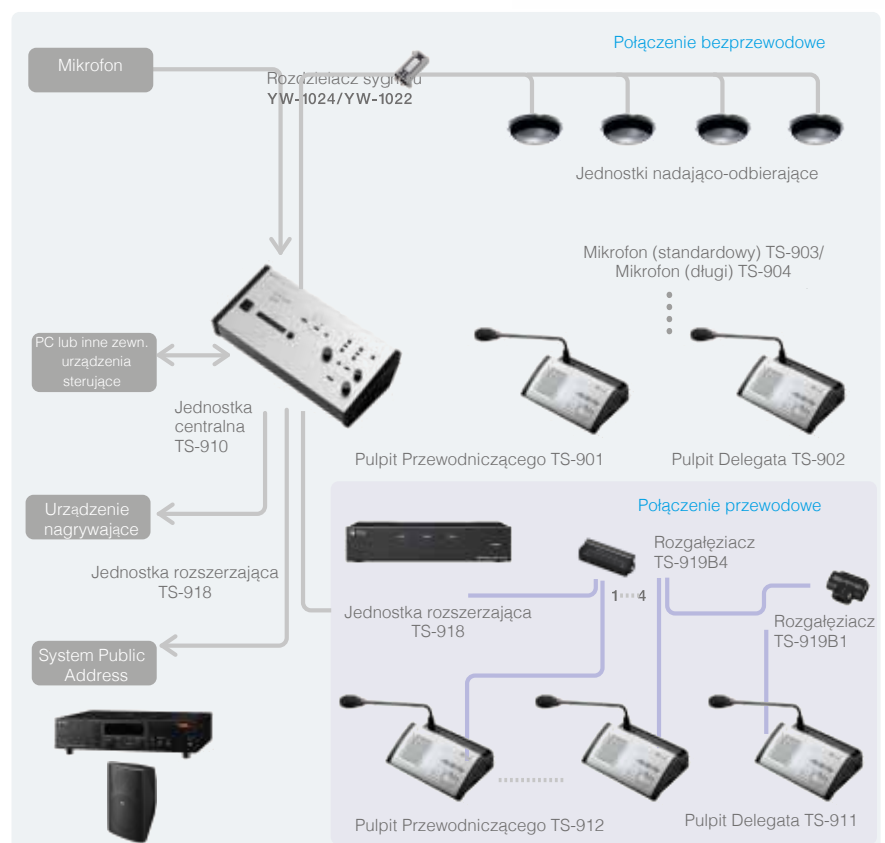 Połączenie bezprzewodowe
Mikrofon
Rozdzielacz sygnału
YW-1024/YW-1022
Jednostki nadająco-odbierające
Mikrofon (standardowy) TS-903/
Mikrofon (długi) TS-904
PC lub inne zewn.
urządzenia
sterujące
Jednostka
centralna
TS-910
Pulpit Przewodniczącego TS-901
Pulpit Delegata TS-902
Urządzenie
nagrywające
Połączenie przewodowe
Rozgałęziacz
TS-919B4
1
4
Jednostka rozszerzająca
TS-918
Jednostka rozszerzająca
TS-918
Rozgałęziacz
TS-919B1
System Public
Address
Pulpit Przewodniczącego TS-912
Pulpit Delegata TS-911